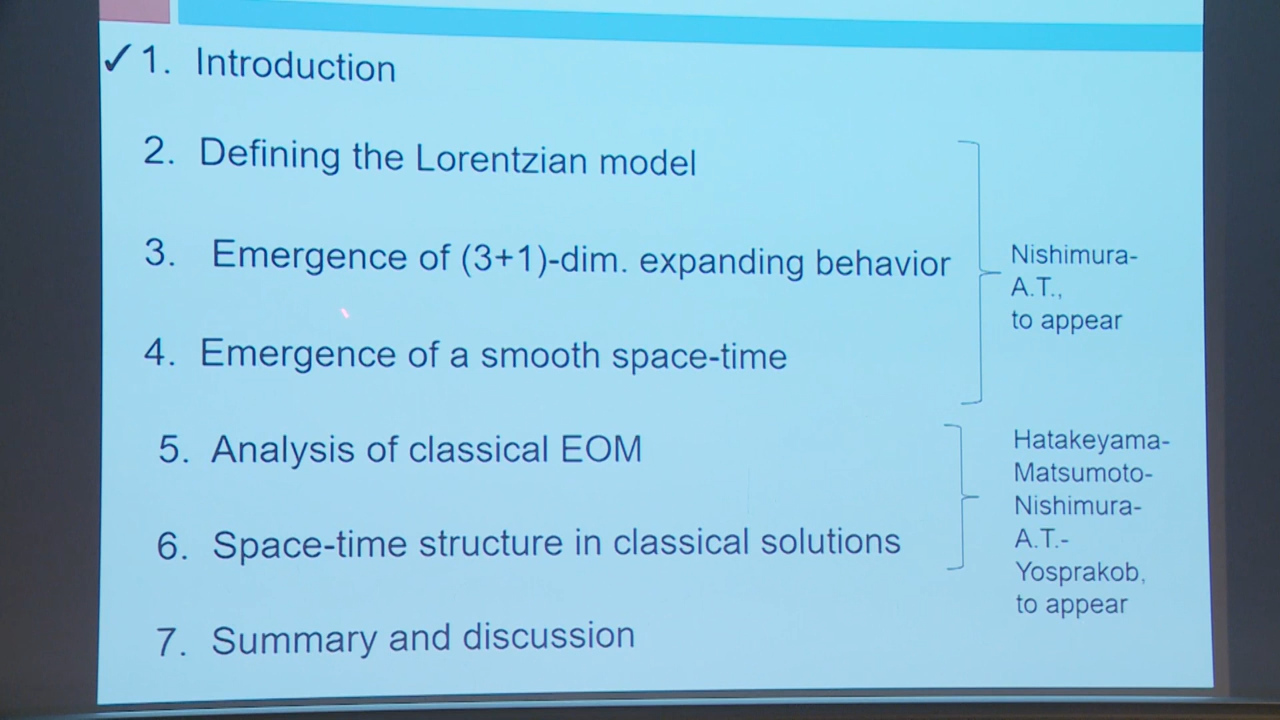 ✓ 1. Introduction
2. Defining the Lorentzian model
3. Emergence of (3+1)-dim. expanding behavior
4. Emergence of a smooth space-time
Nishimura-
A.T.,
to appear
5. Analysis of classical EOM
6. Space-time structure in classical solutions
Hatakeyama-
Matsumoto-
Nishimura-
A.T.-
Yosprakob,
to appear
7. Summary and discussion